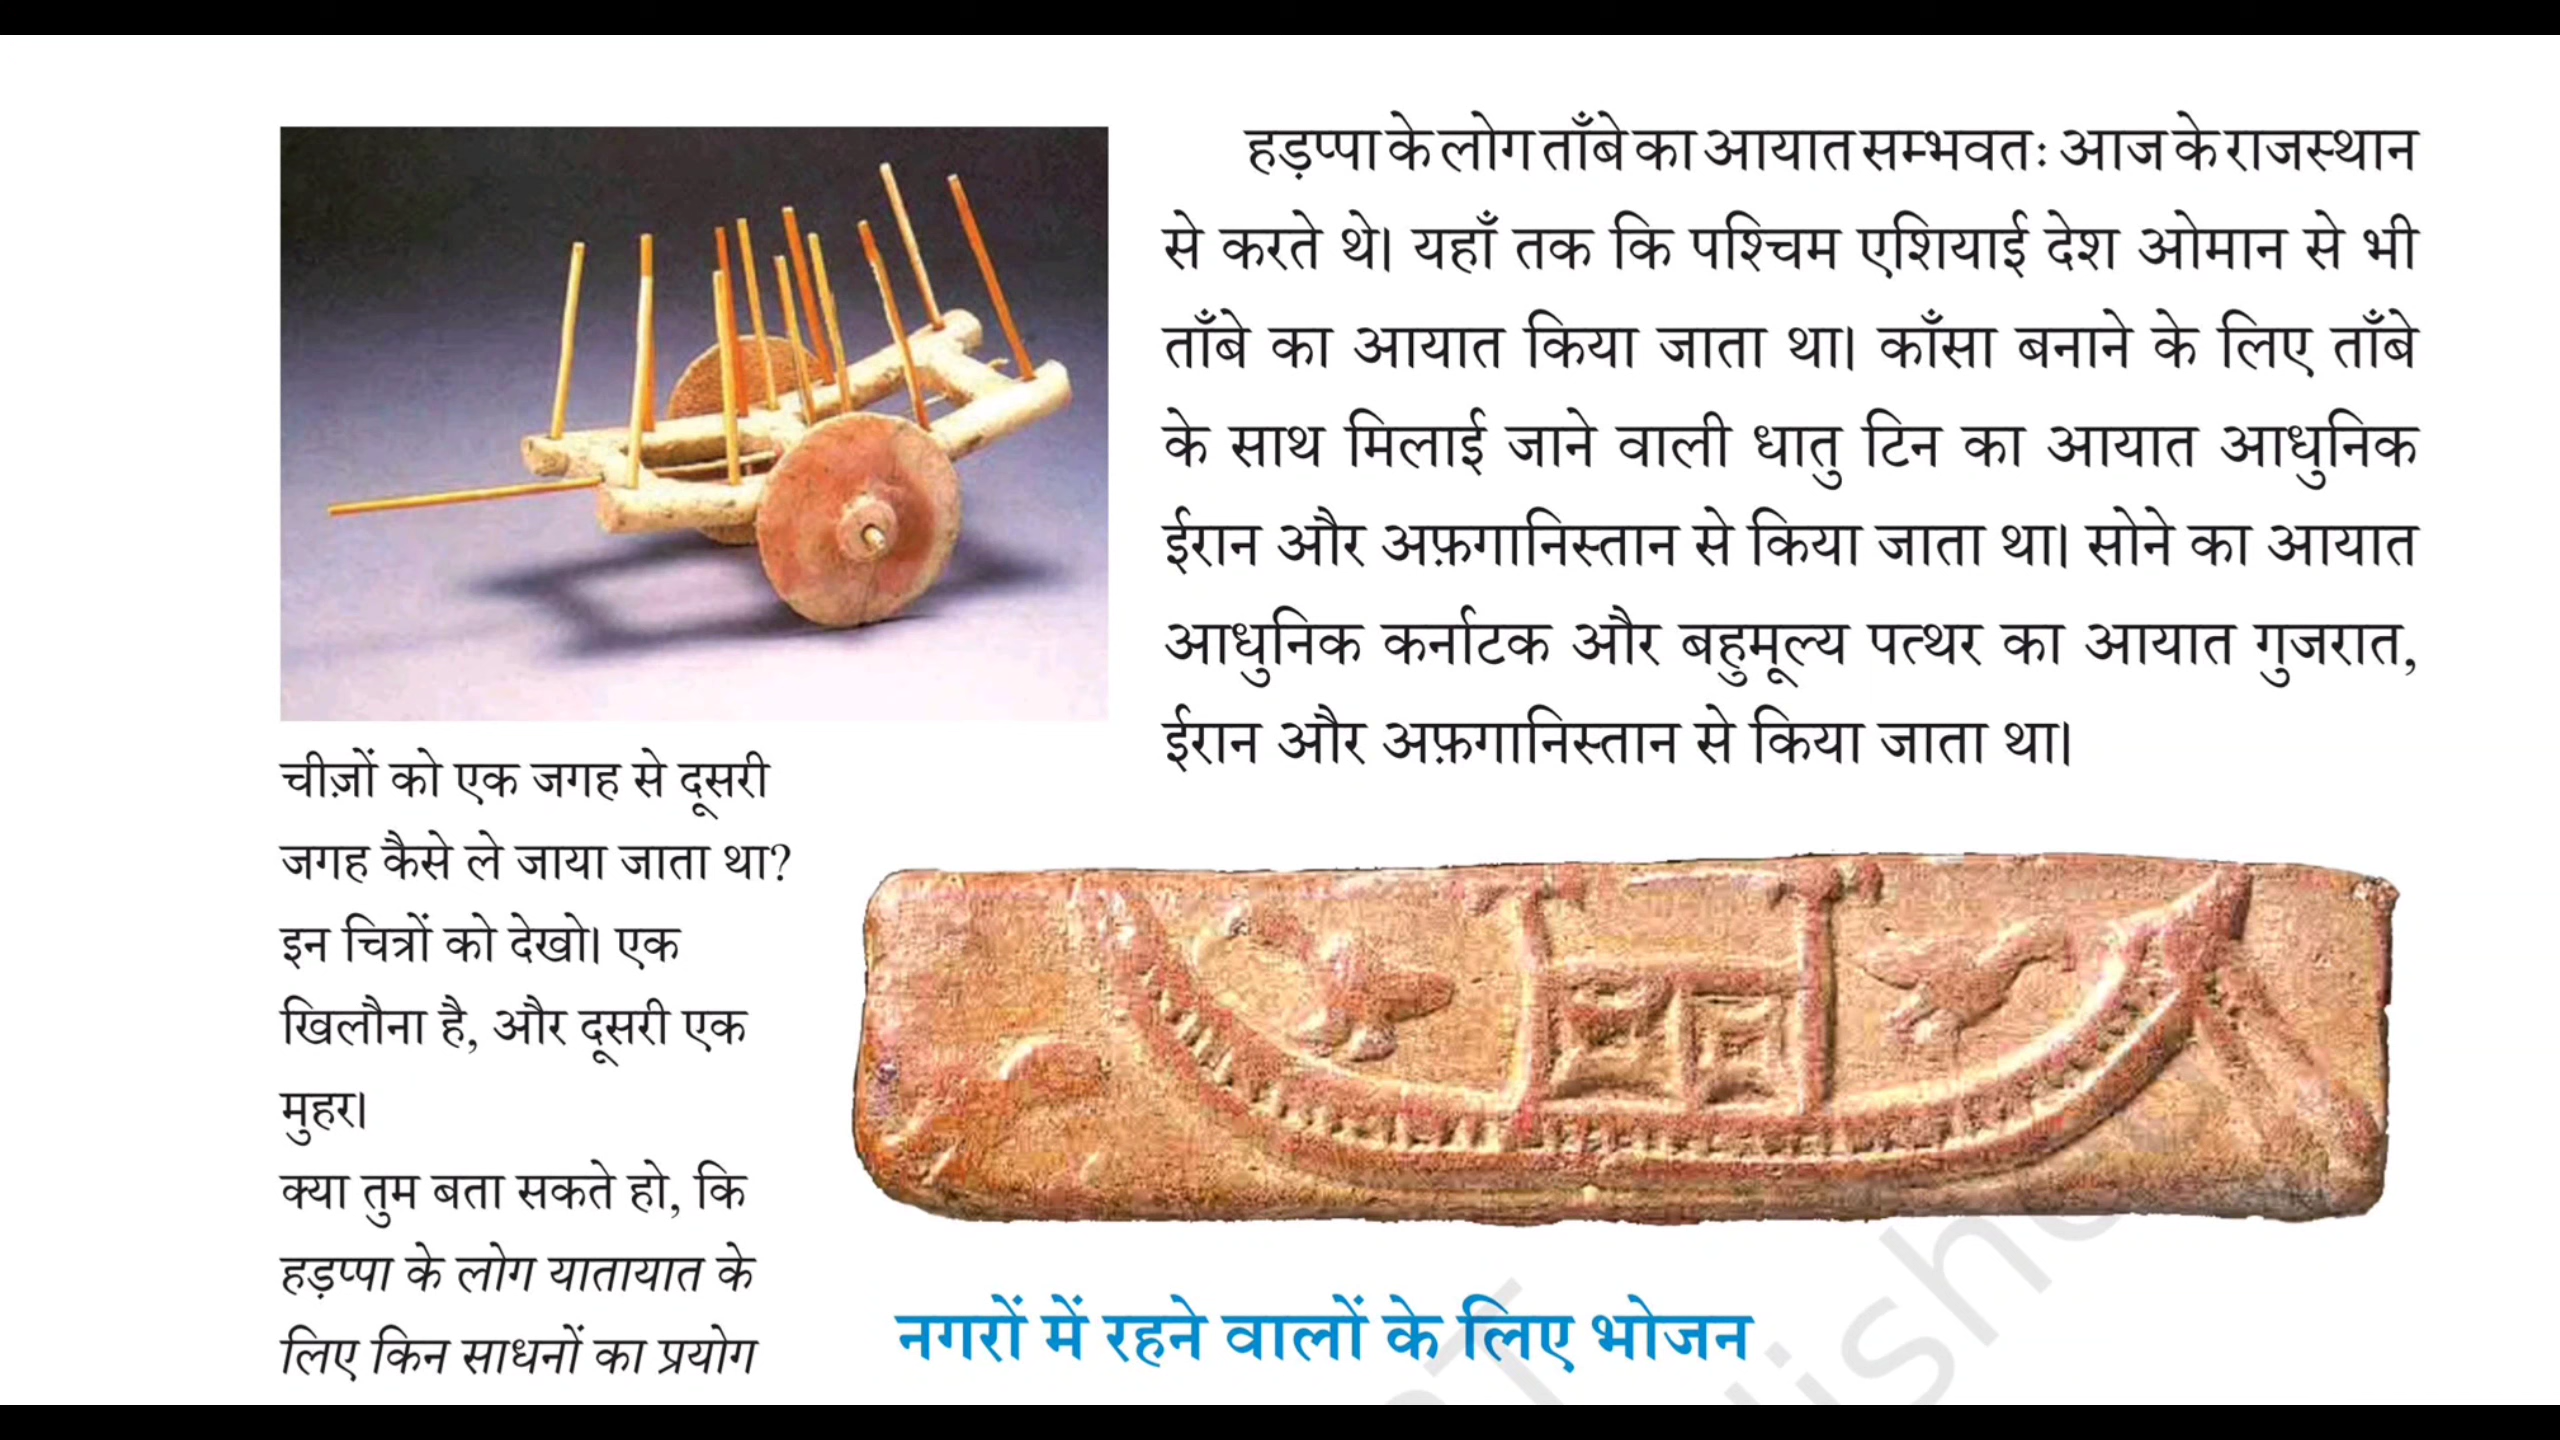 हड़प्पा के लोग ताँबे का आयात सम्भवतः आज के राजस्थान
से करते थे। यहाँ तक कि पश्चिम एशियाई देश ओमान से भी
ताँबे का आयात किया जाता था। काँसा बनाने के लिए ताँबे
के साथ मिलाई जाने वाली धातु टिन का आयात आधुनिक
ईरान और अफ़गानिस्तान से किया जाता था। सोने का आयात
आधुनिक कर्नाटक और बहुमूल्य पत्थर का आयात गुजरात,
ईरान और अफ़गानिस्तान से किया जाता था।
चीज़ों को एक जगह से दूसरी
जगह कैसे ले जाया जाता था?
इन चित्रों को देखो। एक
खिलौना है, और दूसरी एक
मुहर।
क्या तुम बता सकते हो, कि
हड़प्पा के लोग यातायात के
लिए किन साधनों का प्रयोग
नगरों में रहने वालों के लिए भोजन